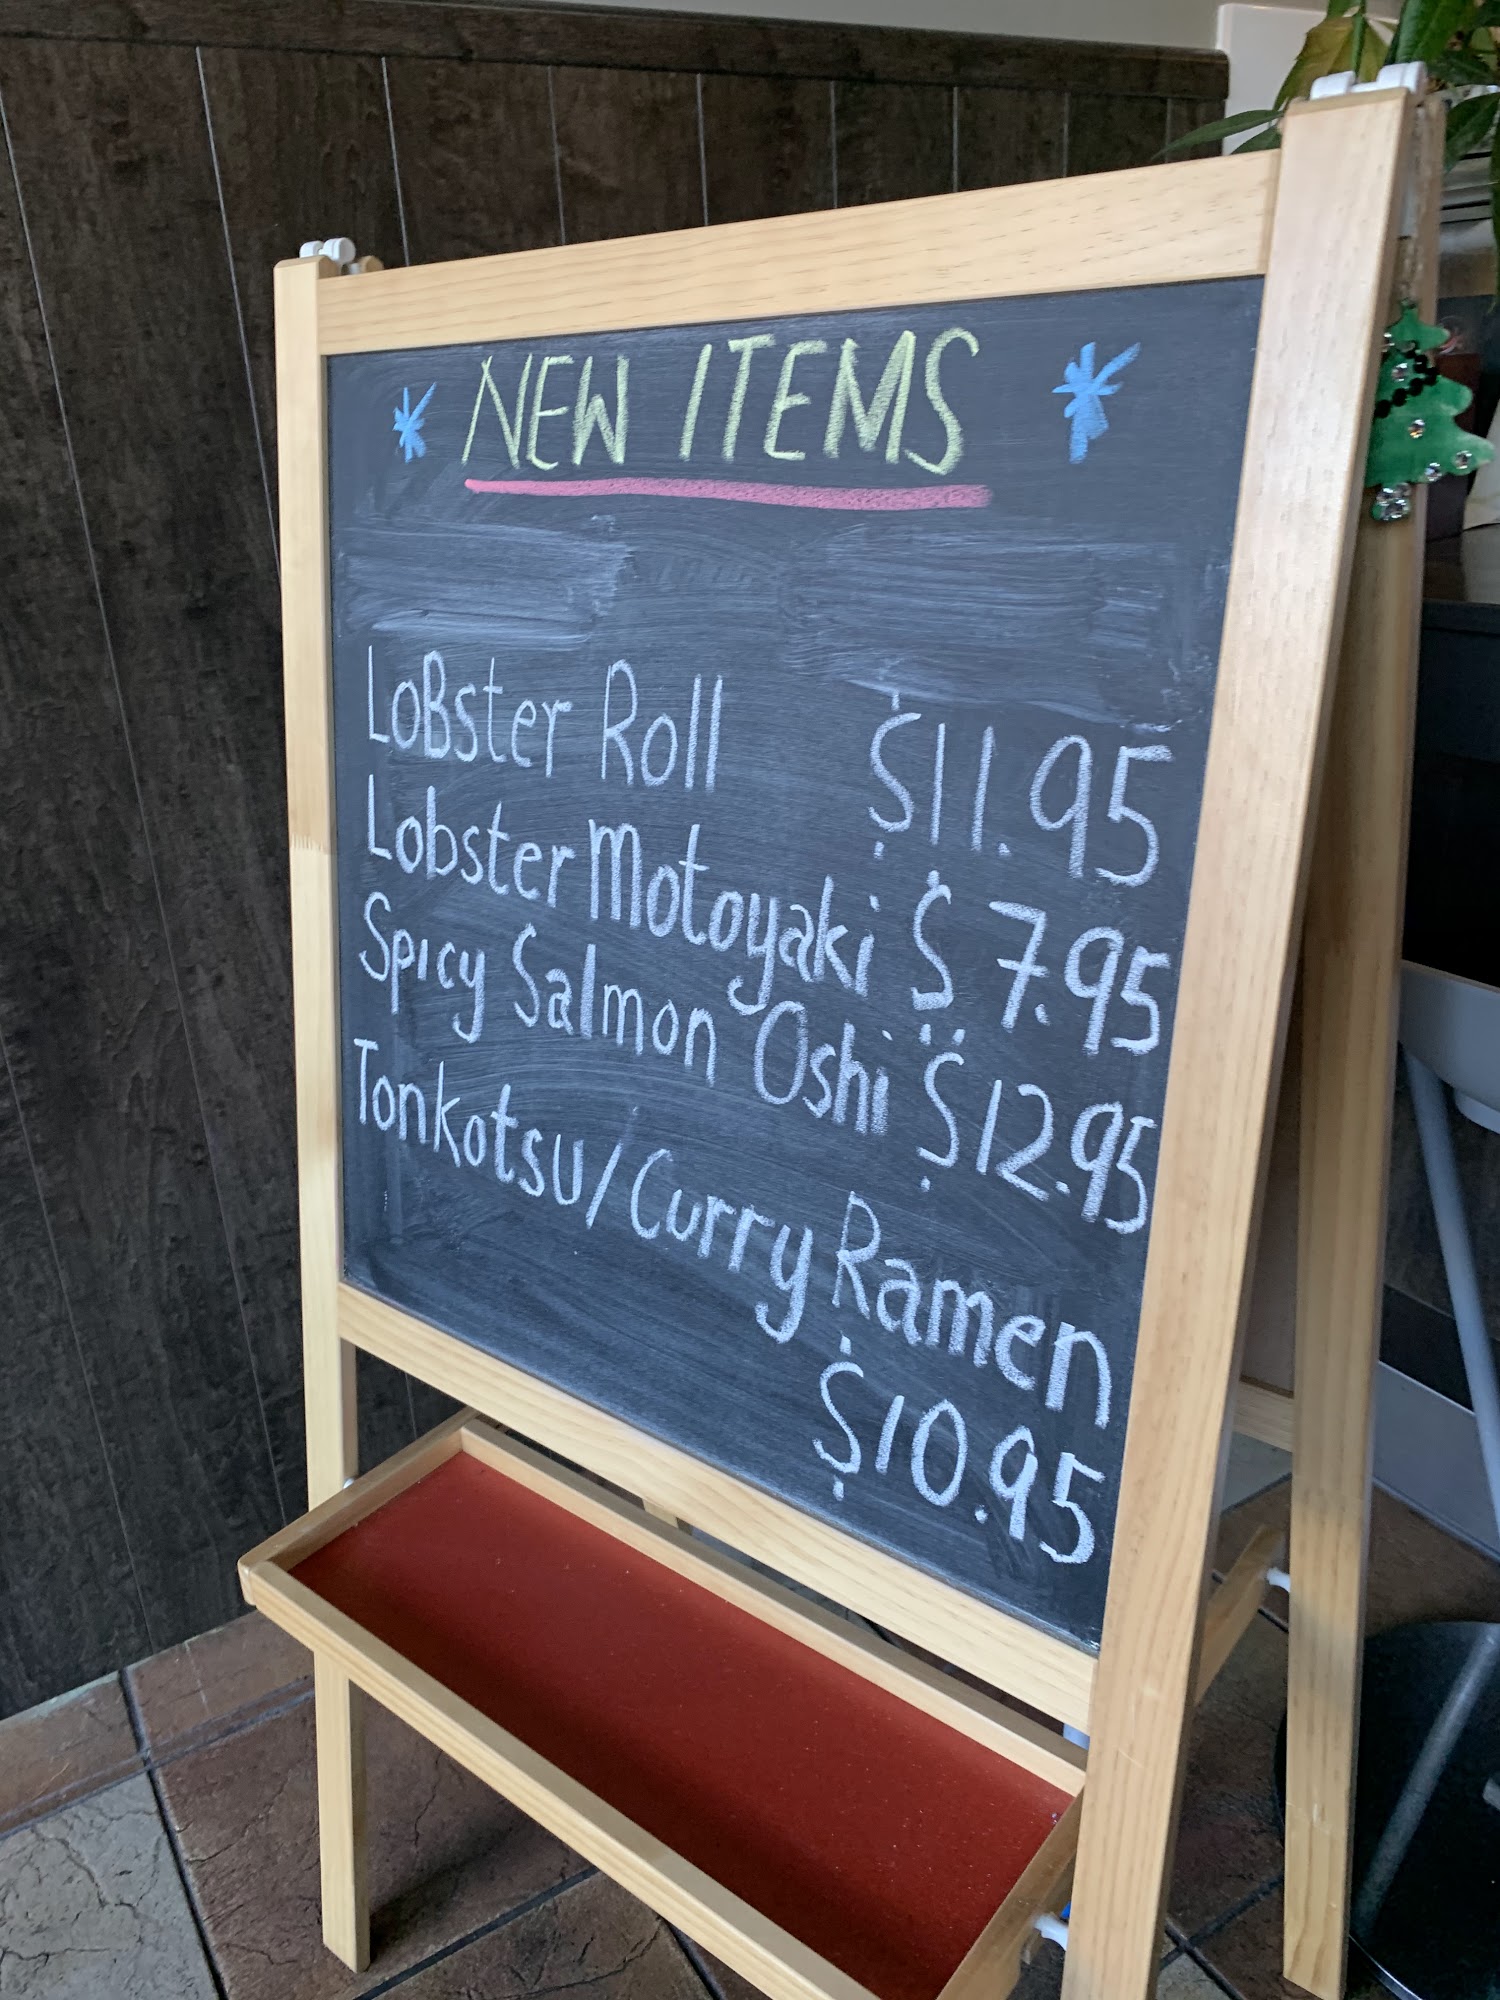 NEW ITEMS
LoBster Roll $11.95
Lobster Motoyaki $7.95
Spicy Salmon Oshi $12.95
Tonkotsu/Curry Ramen
$10.95